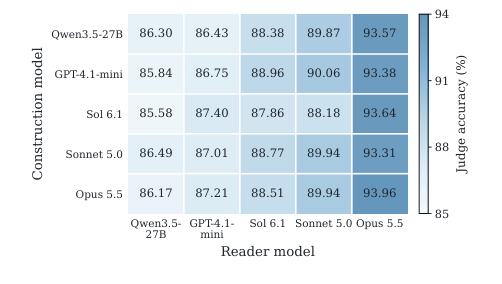 Construction model
Qwen3.5-27B 86.30 86.43 88.38 89.87 93.57
GPT-4.1-mini 85.84 86.75 88.96 90.06 93.38
Sol 6.1 85.58 87.40 87.86 88.18 93.64
Sonnet 5.0 86.49 87.01 88.77 89.94 93.31
Opus 5.5 86.17 87.21 88.51 89.94 93.96
Qwen3.5-27B GPT-4.1-mini Sol 6.1 Sonnet 5.0 Opus 5.5
Reader model
94
91
88
85
Judge accuracy (%)